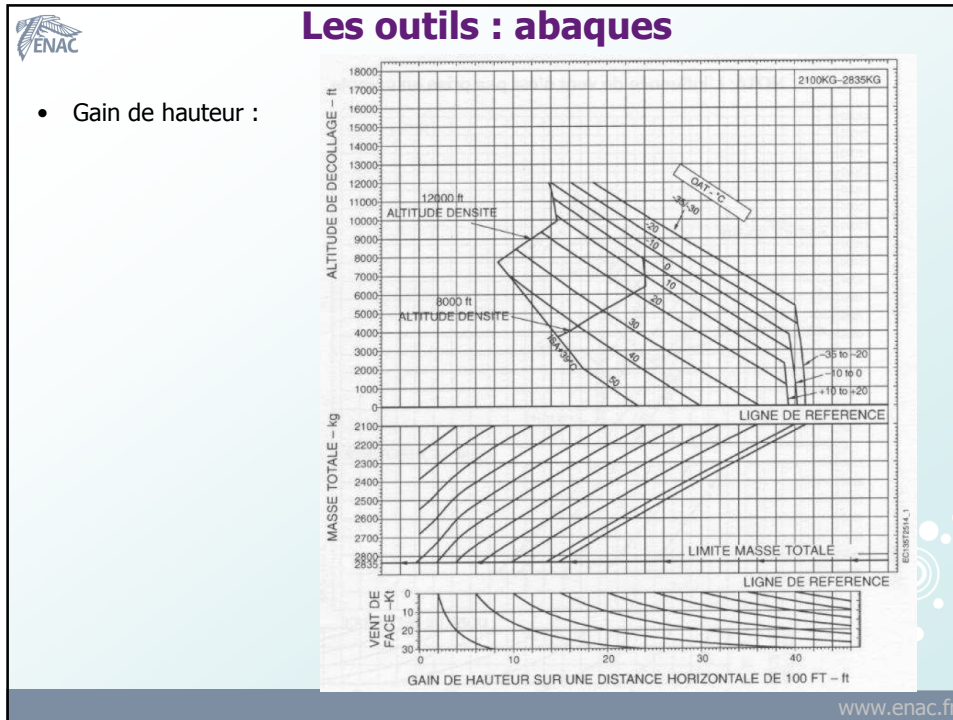 ENAC
Les outils : abaques
• Gain de hauteur :
2100KG–2835KG
ALTITUDE DE DECOLLAGE – ft
18000
17000
16000
15000
14000
13000
12000
11000
10000
9000
8000
7000
6000
5000
4000
3000
2000
1000
0
OAT - °C
-35/-30
-20
-10
0
10
20
30
40
50
12000 ft
ALTITUDE DENSITE
8000 ft
ALTITUDE DENSITE
ISA+39°C
–35 to –20
–10 to 0
+10 to +20
LIGNE DE REFERENCE
MASSE TOTALE – kg
2100
2200
2300
2400
2500
2600
2700
2800
2835
LIMITE MASSE TOTALE
LIGNE DE REFERENCE
EC135T2514_1
VENT DE
FACE –Kt
0
10
20
30
0 10 20 30 40
GAIN DE HAUTEUR SUR UNE DISTANCE HORIZONTALE DE 100 FT – ft
www.enac.fr